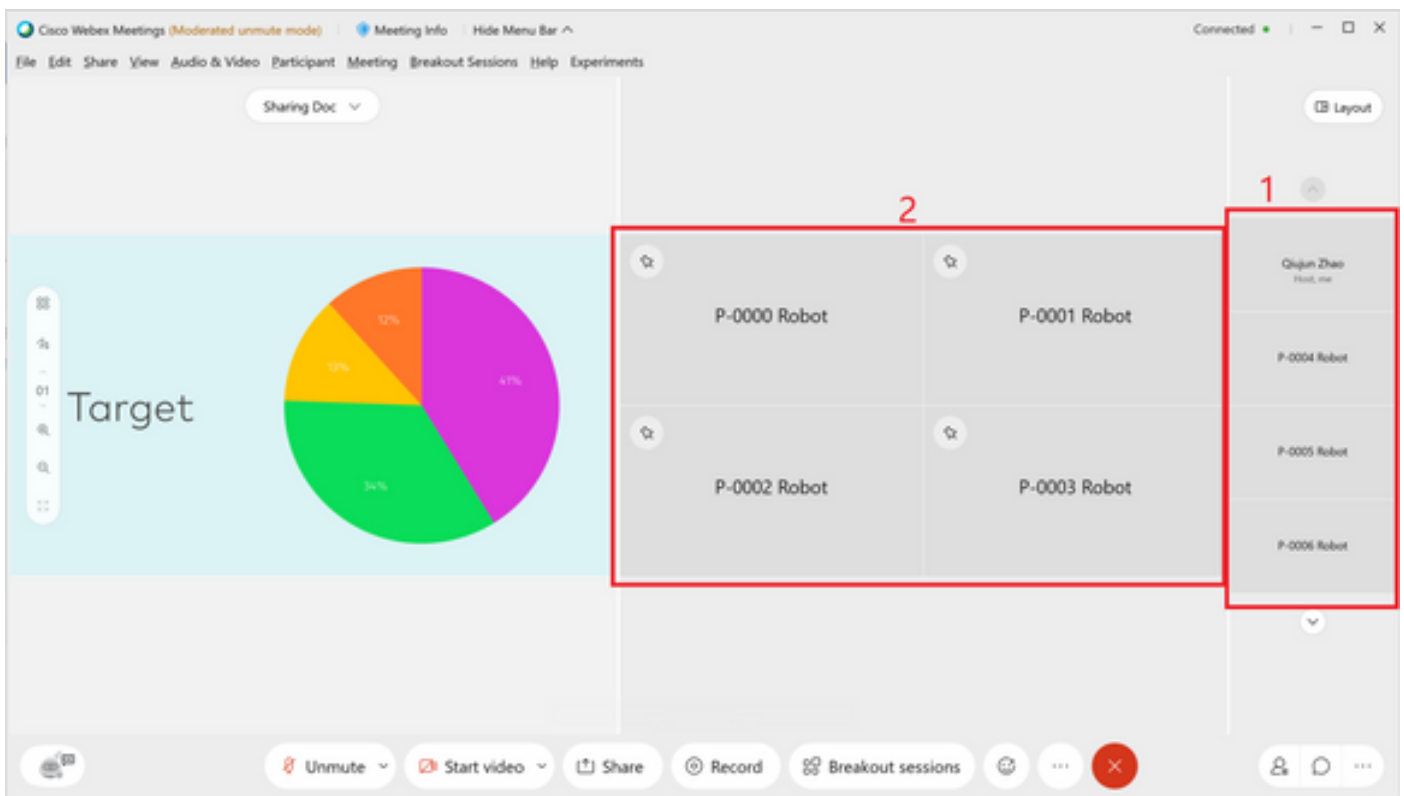 Cisco Webex Meetings (Moderated unmute mode) Meeting Info Hide Menu Bar Connected
File Edit Share View Audio & Video Participant Meeting Breakout Sessions Help Experiments
Sharing Doc
Layout
2
1
Qiujun Zhao
Host, me
P-0000 Robot
P-0001 Robot
12%
13%
41%
34%
01
Target
P-0004 Robot
P-0005 Robot
P-0002 Robot
P-0003 Robot
P-0006 Robot
Unmute
Start video
Share
Record
Breakout sessions